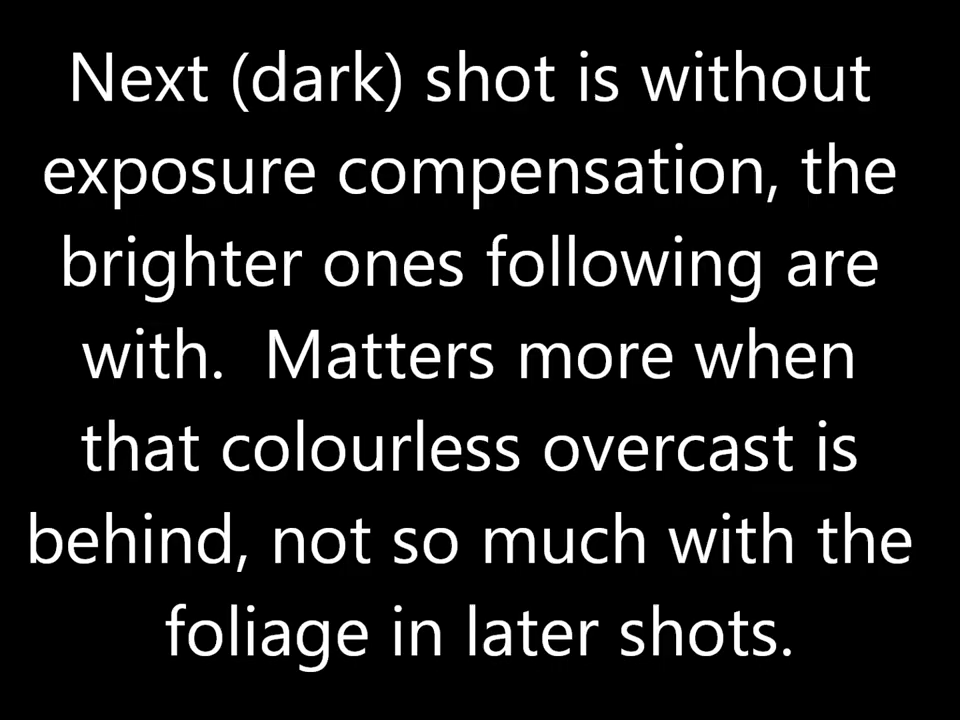 Next (dark) shot is without
exposure compensation, the
brighter ones following are
with.  Matters more when
that colourless overcast is
behind, not so much with the
foliage in later shots.